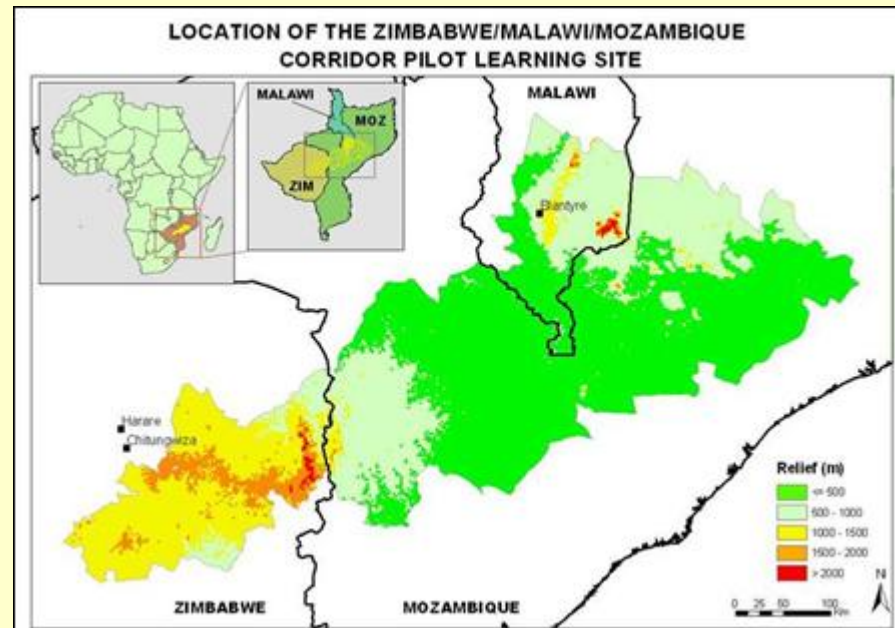 LOCATION OF THE ZIMBABWE/MALAWI/MOZAMBIQUE
CORRIDOR PILOT LEARNING SITE
MALAWI
MOZ
ZIM
MALAWI
Blantyre
Harare
Chitungwiza
Relief (m)
<= 500
500 - 1000
1000 - 1500
1500 - 2000
> 2000
N
ZIMBABWE
MOZAMBIQUE
0 25 50 100
Km